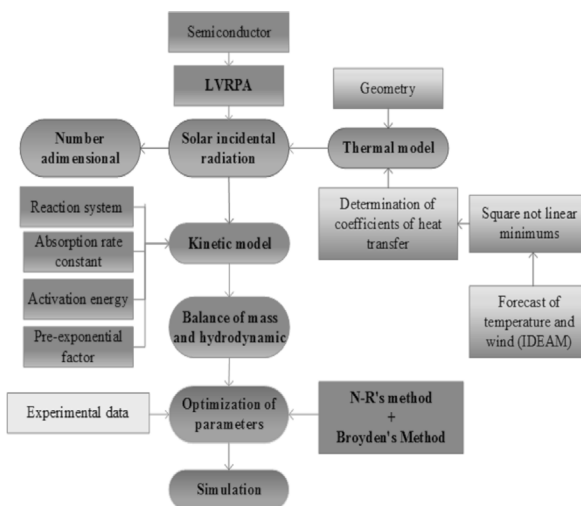 Semiconductor
LVRPA
Geometry
Number
adimensional
Solar incidental
radiation
Thermal model
Reaction system
Absorption rate
constant
Activation energy
Pre-exponential
factor
Kinetic model
Determination of
coefficients of heat
transfer
Square not linear
minimums
Forecast of
temperature and
wind (IDEAM)
Balance of mass
and hydrodynamic
Experimental data
Optimization of
parameters
N-R's method
+
Broyden's Method
Simulation